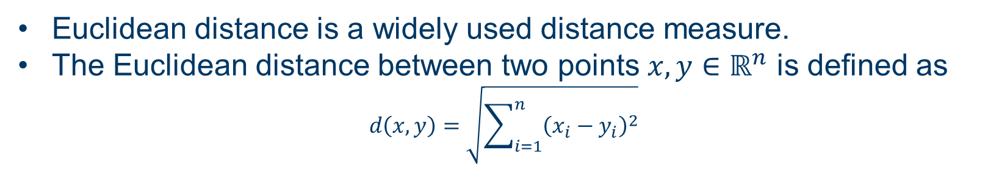 • Euclidean distance is a widely used distance measure.
• The Euclidean distance between two points 𝑥, 𝑦 ∈ ℝⁿ is defined as
𝑑(𝑥, 𝑦) = √∑ⁿᵢ₌₁ (𝑥ᵢ − 𝑦ᵢ)²